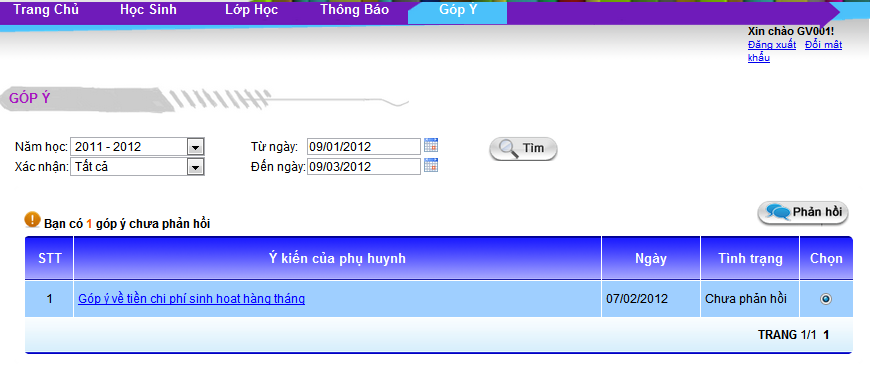 Trang Chủ Học Sinh Lớp Học Thông Báo Góp Ý
Xin chào GV001!
Đăng xuất Đổi mật
khẩu
GÓP Ý
Năm học: 2011 - 2012 Từ ngày: 09/01/2012 Tìm
Xác nhận: Tất cả Đến ngày: 09/03/2012
Phản hồi
Bạn có 1 góp ý chưa phản hồi
STT Ý kiến của phụ huynh Ngày Tình trạng Chọn
1 Góp ý về tiền chi phí sinh hoạt hàng tháng 07/02/2012 Chưa phản hồi
TRANG 1/1 1